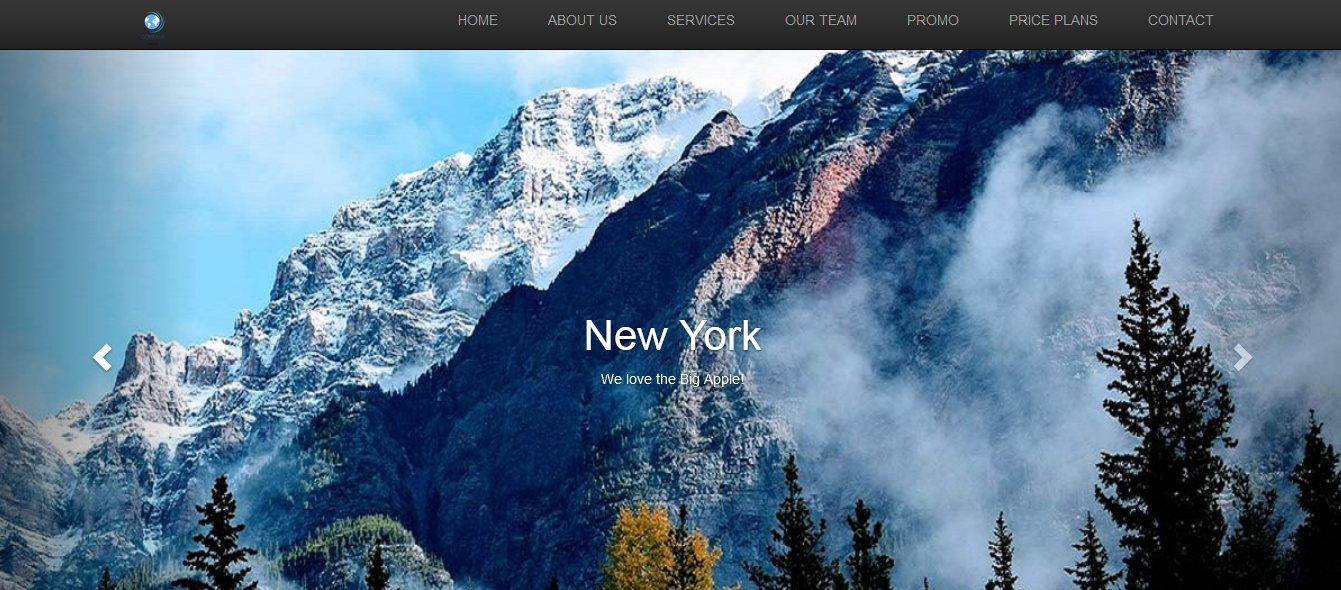 HOME ABOUT US SERVICES OUR TEAM PROMO PRICE PLANS CONTACT
New York
We love the Big Apple!